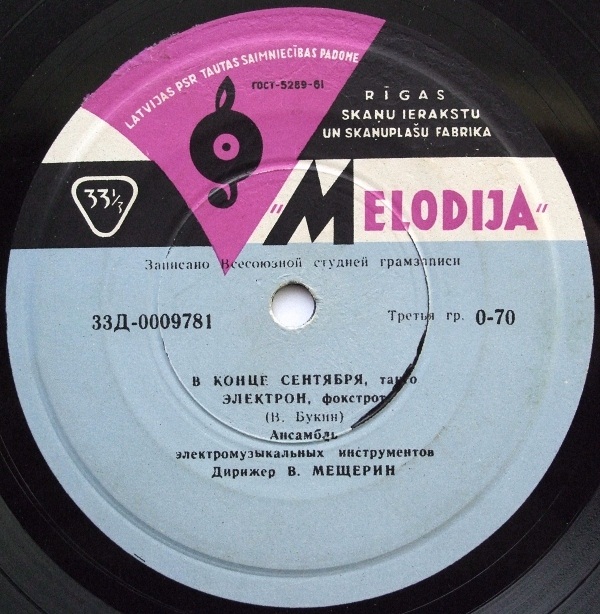 LATVIJAS PSR TAUTAS SAIMNIECĪBAS PADOME
ГОСТ-5289-61
RĪGAS
SKAŅU IERAKSTU
UN SKAŅUPLAŠU FABRIKA
33⅓
"MELODIJA"
Записано Всесоюзной студией грамзаписи
33Д-0009781
Третья гр. 0-70
В КОНЦЕ СЕНТЯБРЯ, танго
ЭЛЕКТРОН, фокстрот
(В. Букин)
Ансамбль
электромузыкальных инструментов
Дирижер В. МЕЩЕРИН